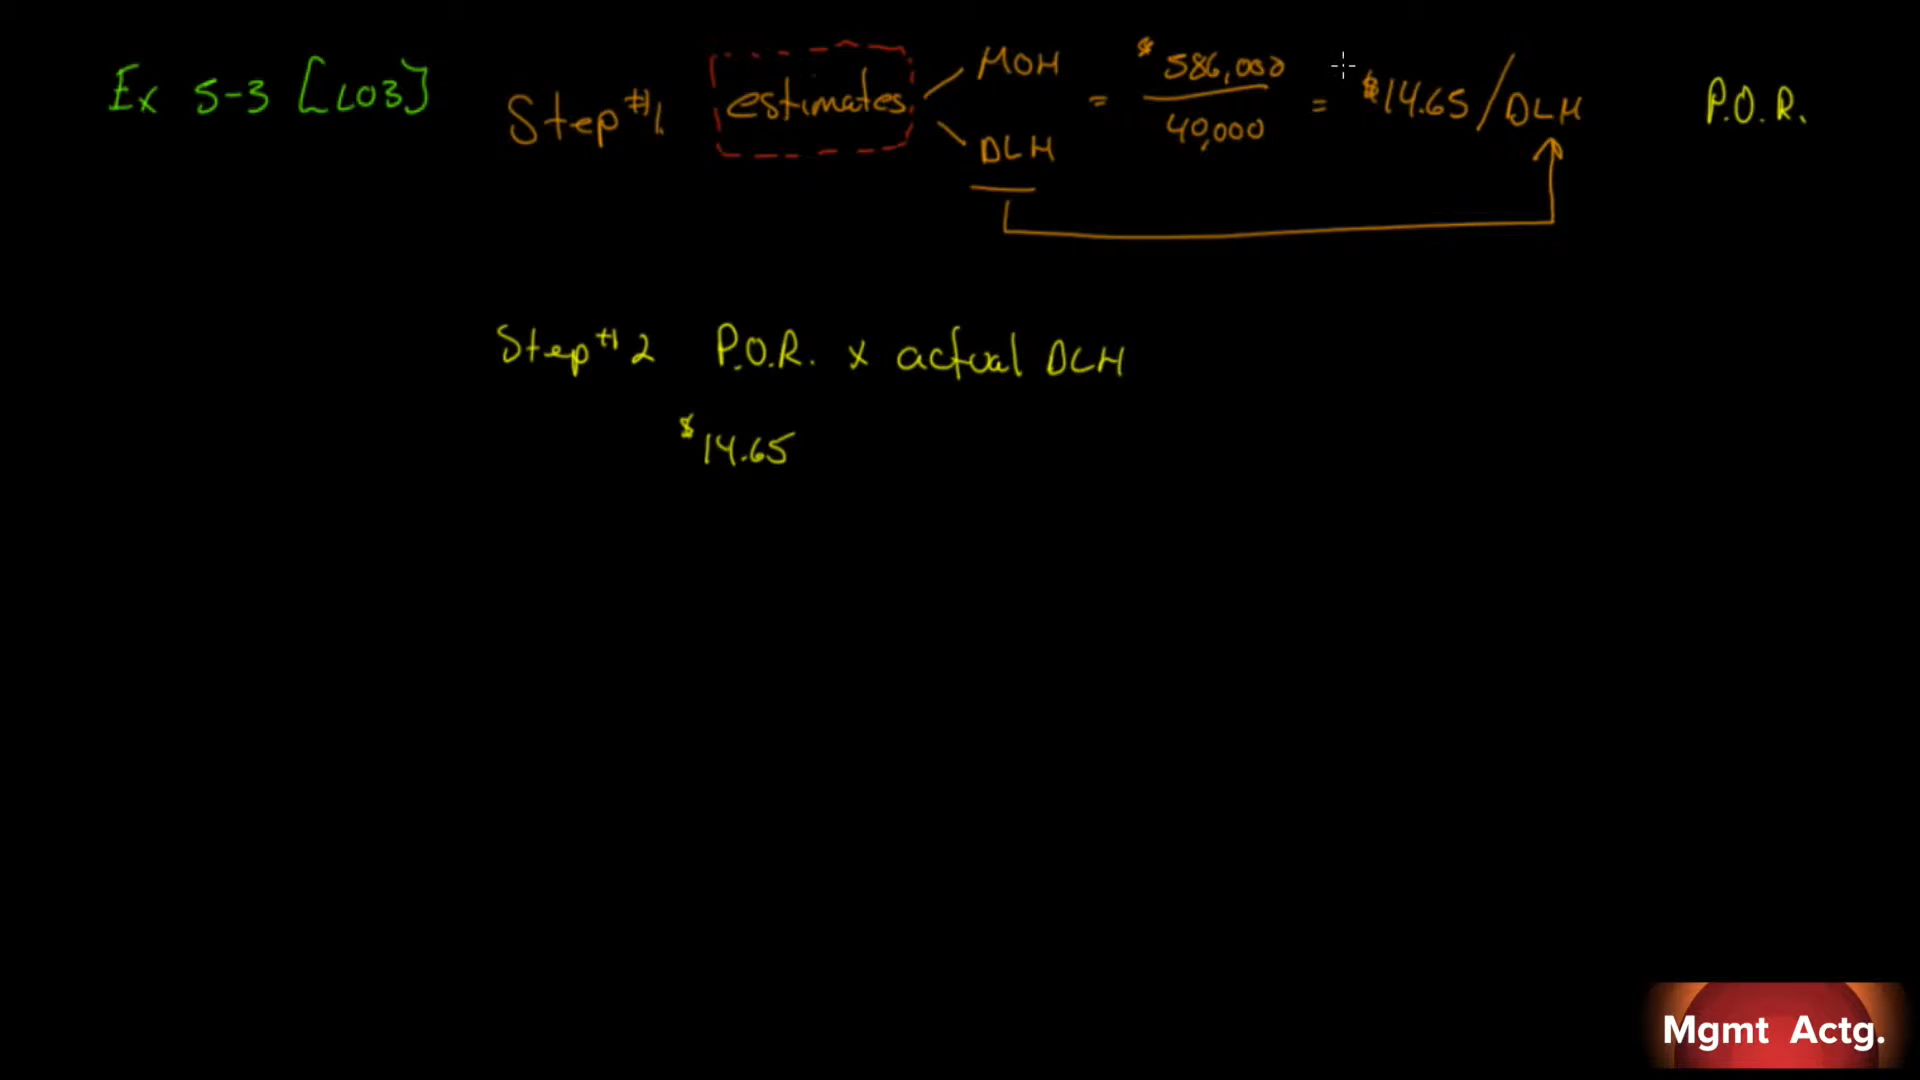 Ex 5-3 [LO3]
Step #1. estimates MOH = $586,000 = $14.65/DLH P.O.R.
DLH 40,000
Step #2 P.O.R. x actual DLH
$14.65
Mgmt Actg.